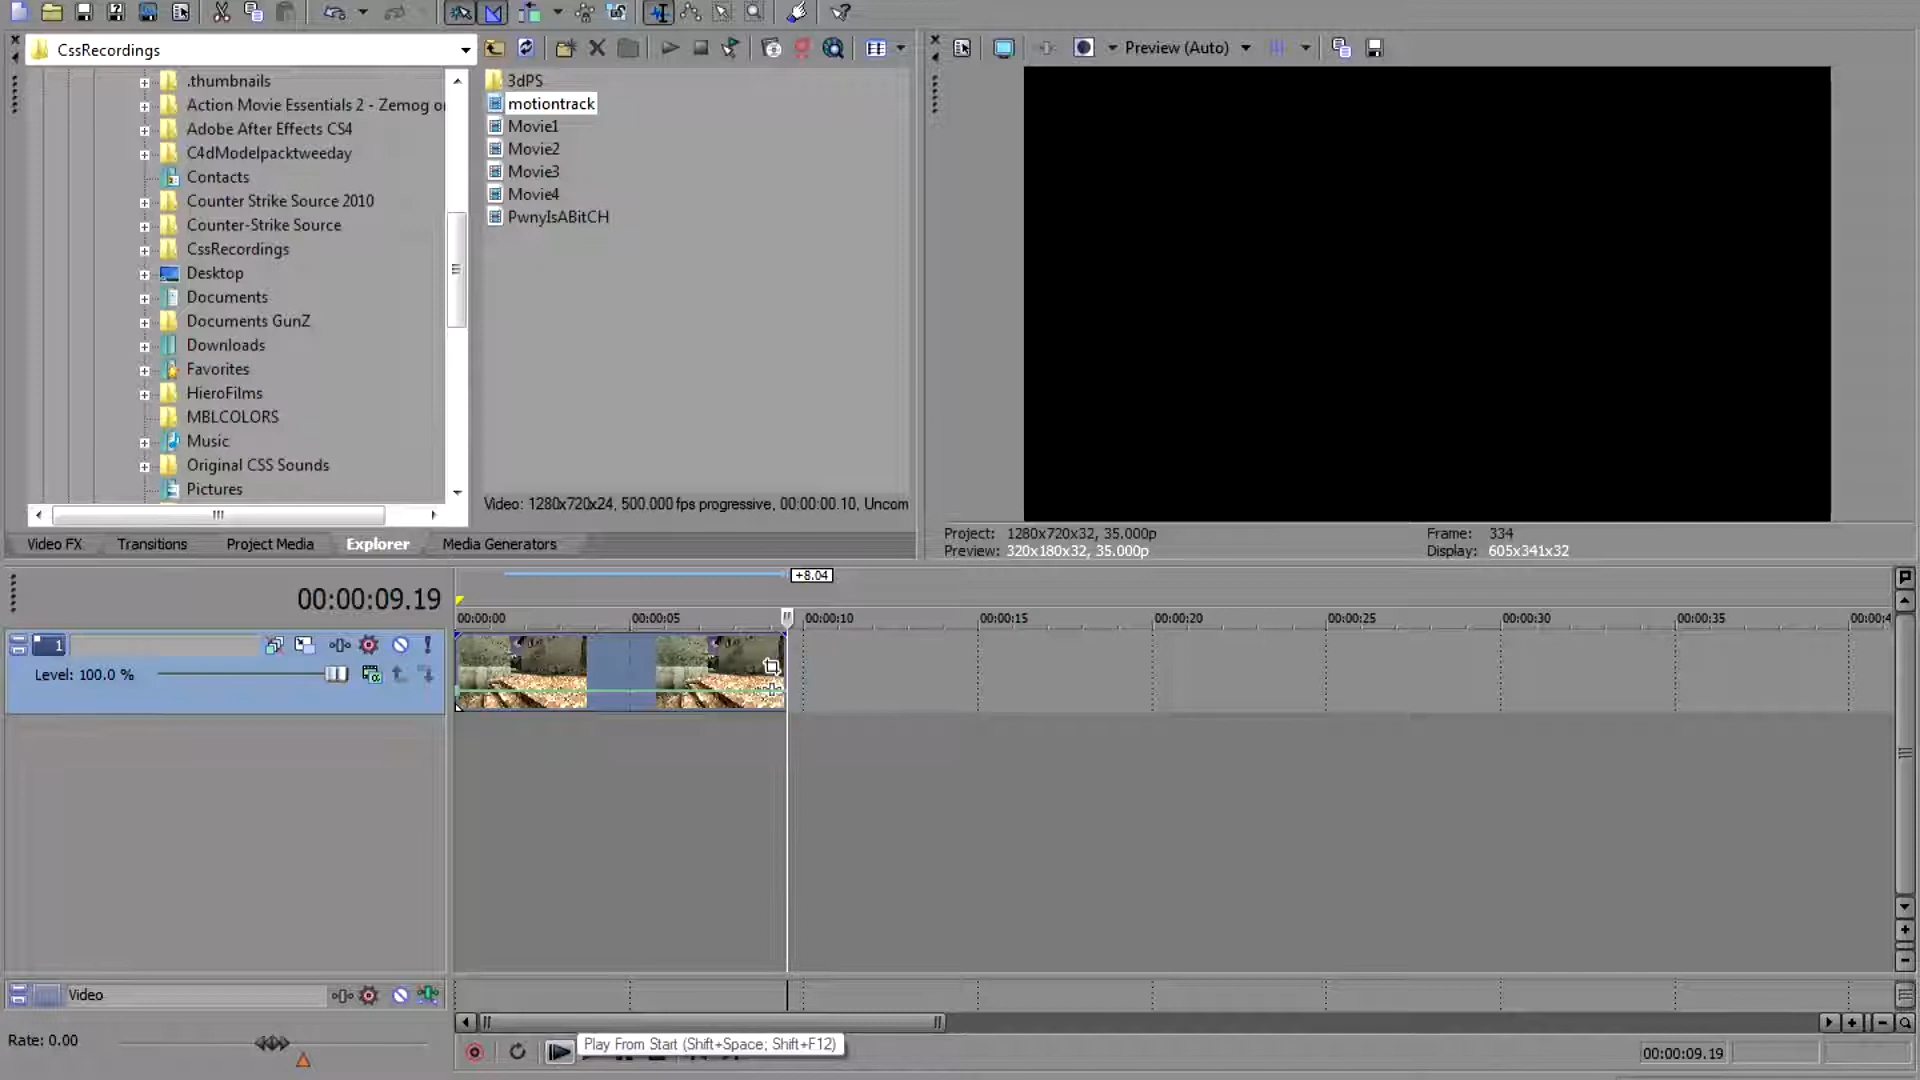 CssRecordings
Preview (Auto)
.thumbnails
Action Movie Essentials 2 - Zemog or
Adobe After Effects CS4
C4dModelpacktweeday
Contacts
Counter Strike Source 2010
Counter-Strike Source
CssRecordings
Desktop
Documents
Documents GunZ
Downloads
Favorites
HieroFilms
MBLCOLORS
Music
Original CSS Sounds
Pictures
3dPS
motiontrack
Movie1
Movie2
Movie3
Movie4
PwnyIsABitCH
Video: 1280x720x24, 500.000 fps progressive, 00:00:00.10, Uncom
Video FX
Transitions
Project Media
Explorer
Media Generators
Project: 1280x720x32, 35.000p
Frame: 334
Preview: 320x180x32, 35.000p
Display: 605x341x32
+8.04
00:00:09.19
00:00:00
00:00:05
00:00:10
00:00:15
00:00:20
00:00:25
00:00:30
00:00:35
00:00:4
1
Level: 100.0 %
Video
Rate: 0.00
Play From Start (Shift+Space; Shift+F12)
00:00:09.19